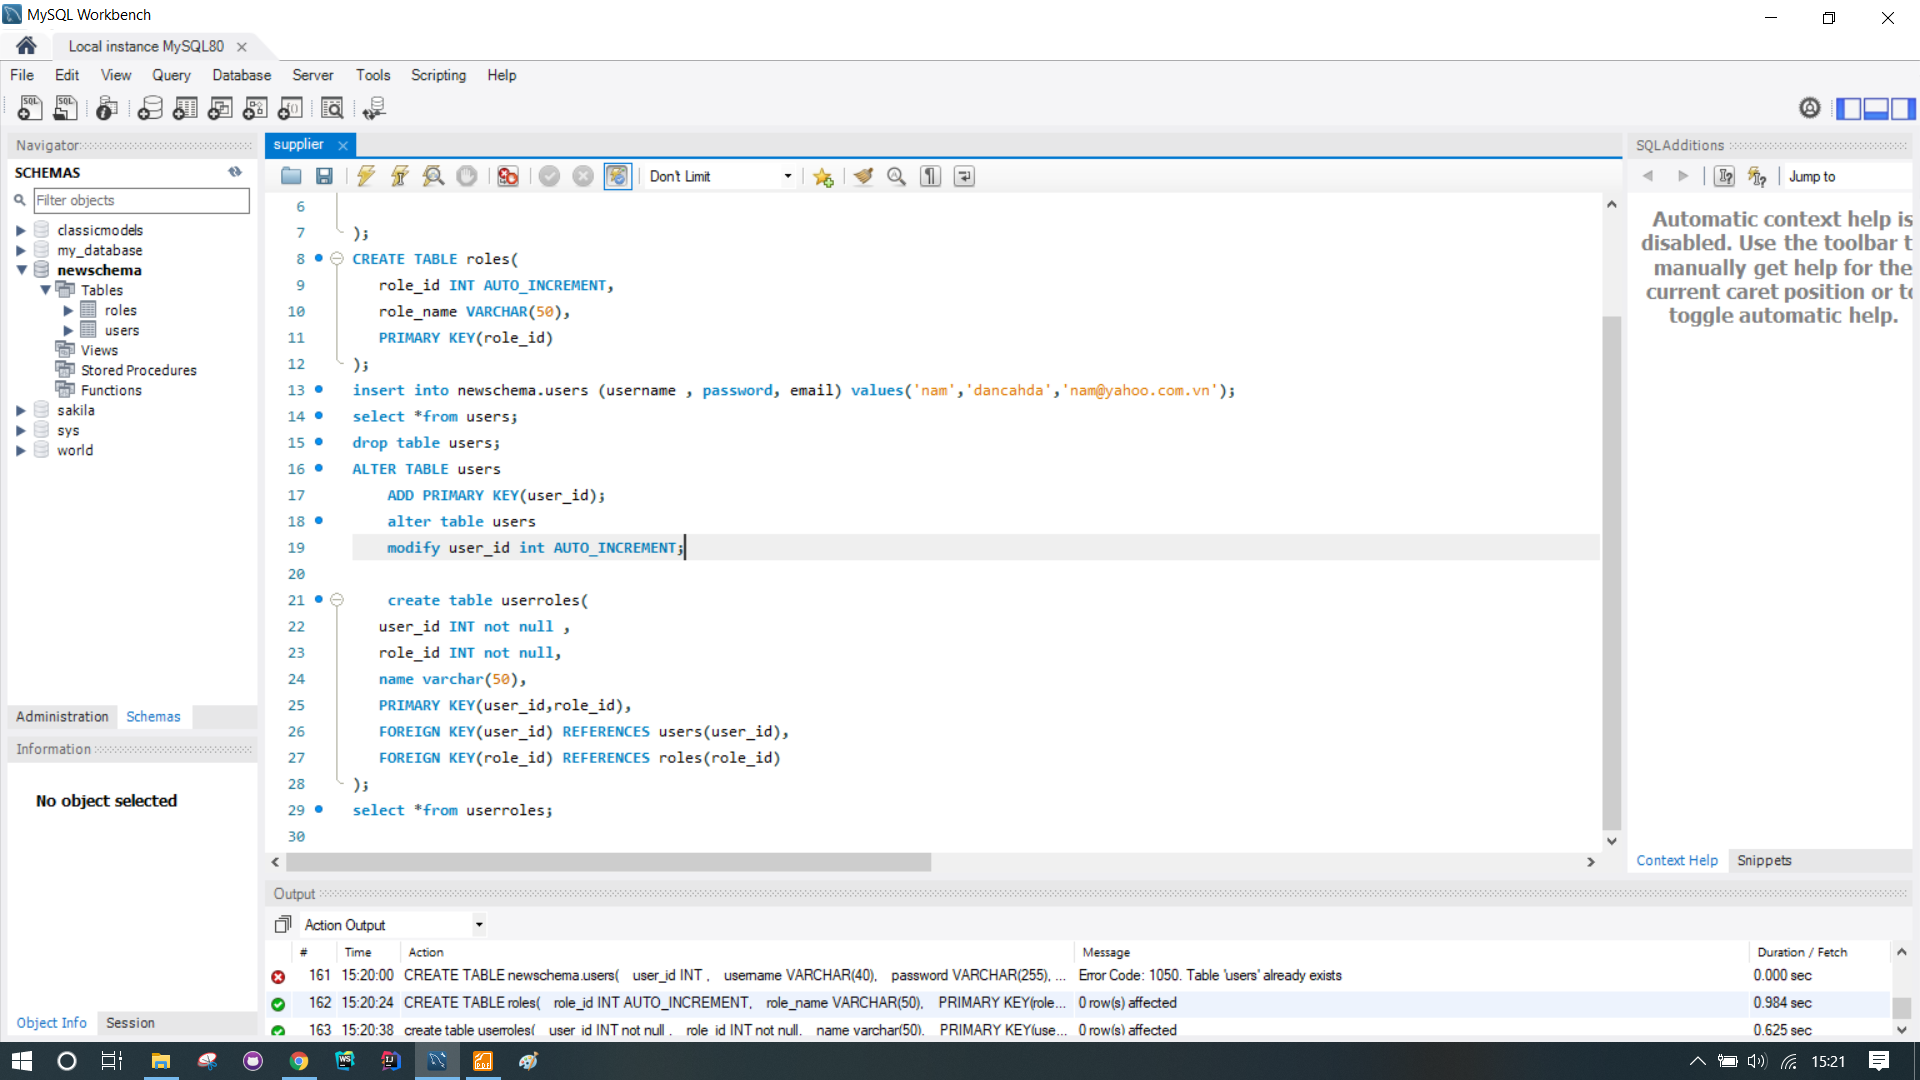 MySQL Workbench
Local instance MySQL80
File Edit View Query Database Server Tools Scripting Help
Navigator
SCHEMAS
Filter objects
classicmodels
my_database
newschema
Tables
roles
users
Views
Stored Procedures
Functions
sakila
sys
world
Administration Schemas
Information
No object selected
Object Info Session
supplier
Don't Limit
6
7 );
8 CREATE TABLE roles(
9 role_id INT AUTO_INCREMENT,
10 role_name VARCHAR(50),
11 PRIMARY KEY(role_id)
12 );
13 insert into newschema.users (username , password, email) values('nam','dancahda','nam@yahoo.com.vn');
14 select *from users;
15 drop table users;
16 ALTER TABLE users
17 ADD PRIMARY KEY(user_id);
18 alter table users
19 modify user_id int AUTO_INCREMENT;
20
21 create table userroles(
22 user_id INT not null ,
23 role_id INT not null,
24 name varchar(50),
25 PRIMARY KEY(user_id,role_id),
26 FOREIGN KEY(user_id) REFERENCES users(user_id),
27 FOREIGN KEY(role_id) REFERENCES roles(role_id)
28 );
29 select *from userroles;
30
SQLAdditions
Jump to
Automatic context help is
disabled. Use the toolbar t
manually get help for the
current caret position or to
toggle automatic help.
Context Help Snippets
Output
Action Output
# Time Action Message Duration / Fetch
161 15:20:00 CREATE TABLE newschema.users( user_id INT , username VARCHAR(40), password VARCHAR(255), ... Error Code: 1050. Table 'users' already exists 0.000 sec
162 15:20:24 CREATE TABLE roles( role_id INT AUTO_INCREMENT, role_name VARCHAR(50), PRIMARY KEY(role... 0 row(s) affected 0.984 sec
163 15:20:38 create table userroles( user_id INT not null , role_id INT not null, name varchar(50), PRIMARY KEY(use... 0 row(s) affected 0.625 sec
15:21